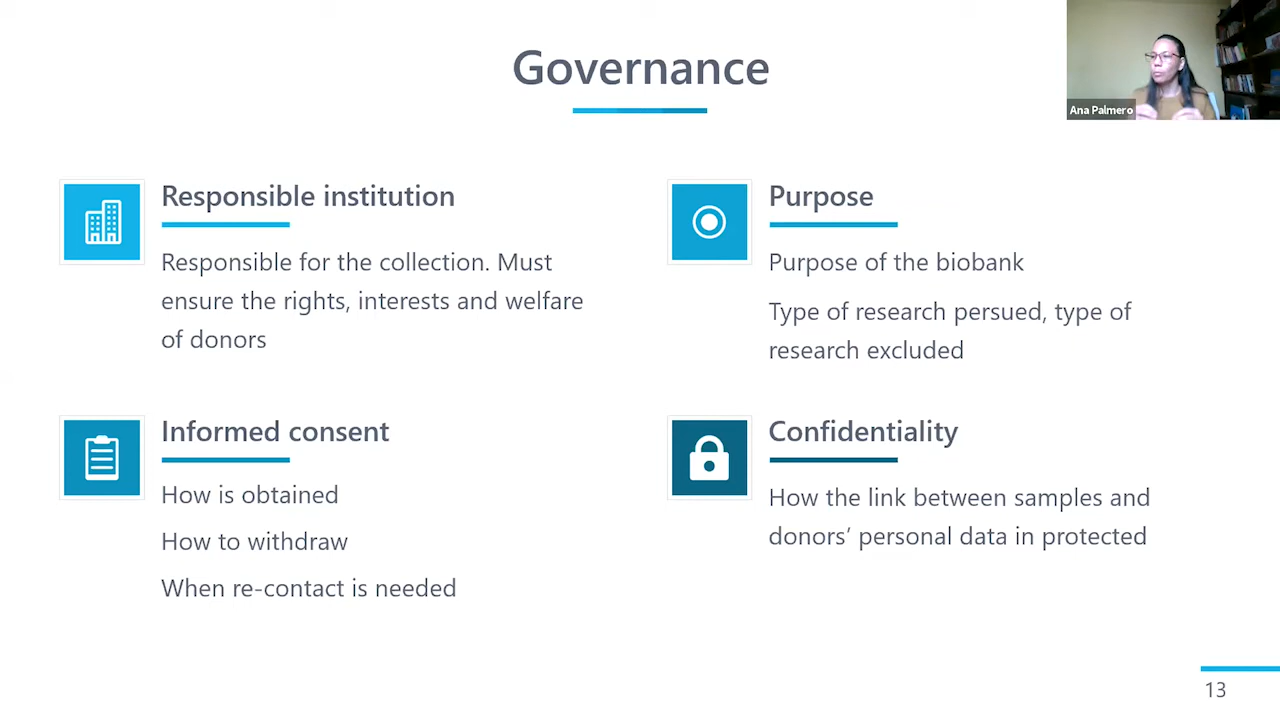 Governance
Ana Palmero
Responsible institution
Responsible for the collection. Must
ensure the rights, interests and welfare
of donors
Purpose
Purpose of the biobank
Type of research persued, type of
research excluded
Informed consent
How is obtained
How to withdraw
When re-contact is needed
Confidentiality
How the link between samples and
donors’ personal data in protected
13